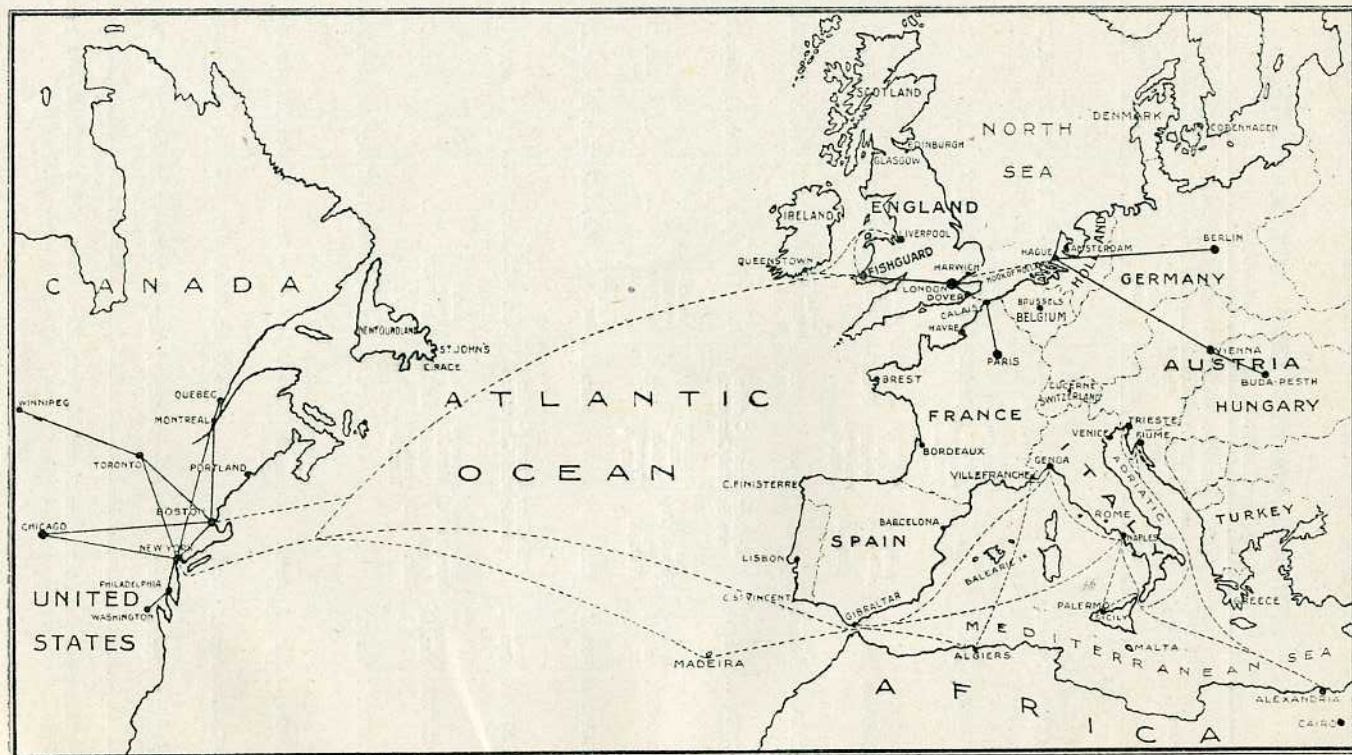 CANADA
NEWFOUNDLAND
ST JOHN'S
C. RACE
QUEBEC
MONTREAL
WINNIPEG
TORONTO
PORTLAND
BOSTON
CHICAGO
NEW YORK
PHILADELPHIA
WASHINGTON
UNITED
STATES
ATLANTIC
OCEAN
MADEIRA
SCOTLAND
EDINBURGH
GLASGOW
IRELAND
ENGLAND
LIVERPOOL
QUEENSTOWN
FISHGUARD
HARWICH
LONDON
DOVER
NORTH
SEA
DENMARK
COPENHAGEN
HOLLAND
HAGUE
AMSTERDAM
HOOK OF HOLLAND
BERLIN
GERMANY
CALAIS
BRUSSELS
BELGIUM
HAVRE
PARIS
BREST
FRANCE
BORDEAUX
VIENNA
AUSTRIA
BUDA-PESTH
HUNGARY
LUCERNE
SWITZERLAND
TRIESTE
VENICE
FIUME
GENOA
VILLEFRANCHE
ITALY
ADRIATIC
ROME
NAPLES
TURKEY
GREECE
C. FINISTERRE
BARCELONA
SPAIN
LISBON
BALEARIC IS
C. ST VINCENT
GIBRALTAR
PALERMO
SICILY
MEDITERRANEAN SEA
MALTA
ALGIERS
ALEXANDRIA
CAIRO
AFRICA